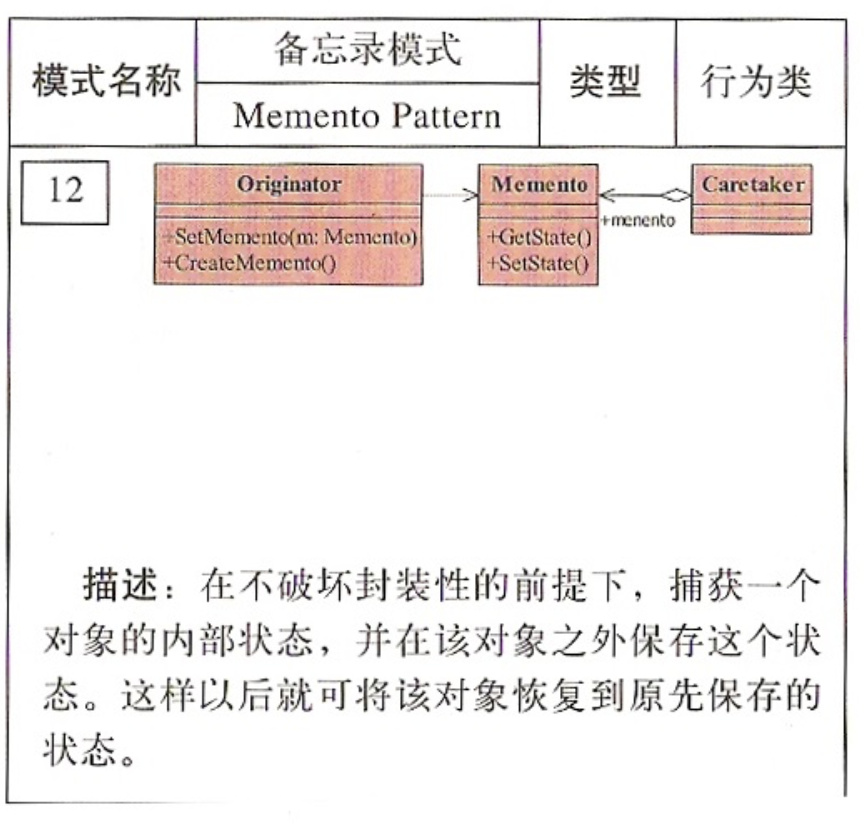 模式名称
备忘录模式
Memento Pattern
类型
行为类
12
Originator
+SetMemento(m: Memento)
+CreateMemento()
Memento
+GetState()
+SetState()
+menento
Caretaker
描述：在不破坏封装性的前提下，捕获一个
对象的内部状态，并在该对象之外保存这个状
态。这样以后就可将该对象恢复到原先保存的
状态。